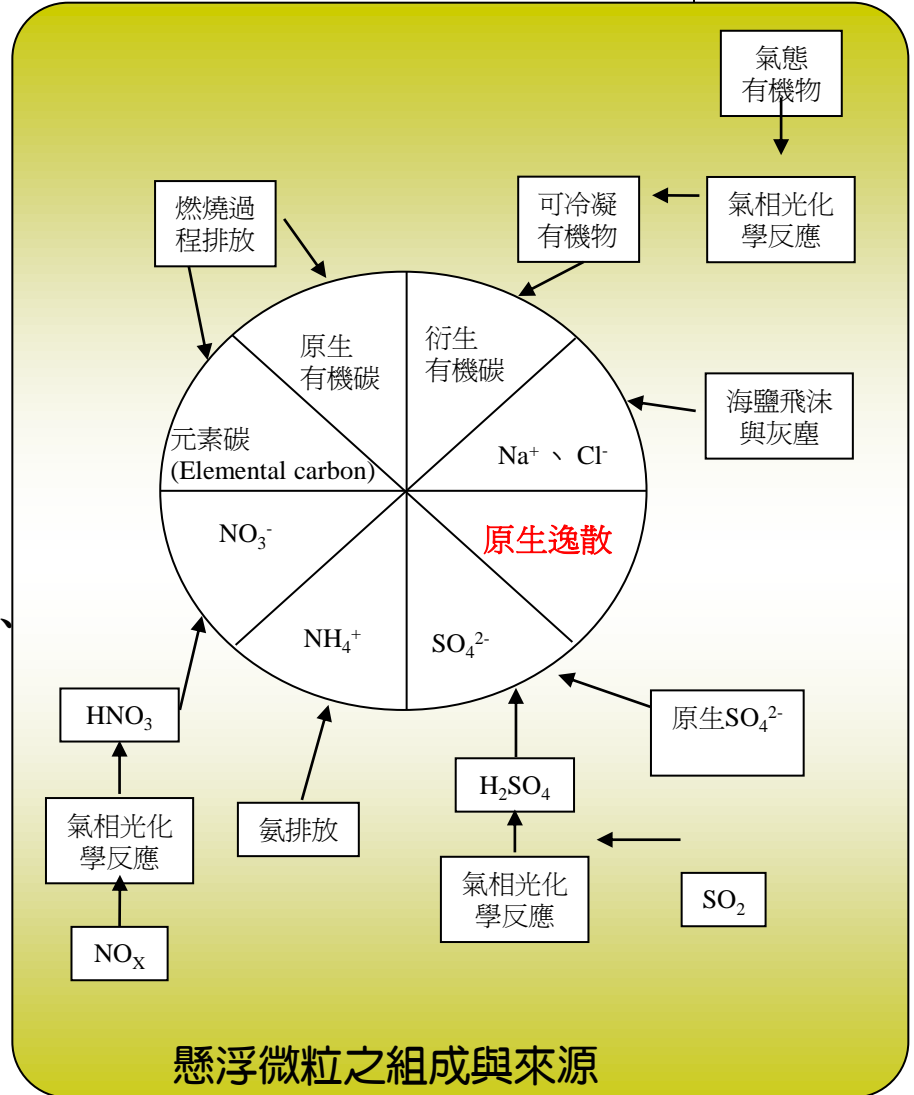 氣態
有機物
燃燒過
程排放
可冷凝
有機物
氣相光化
學反應
原生
有機碳
衍生
有機碳
海鹽飛沫
與灰塵
元素碳
(Elemental carbon)
Na⁺、Cl⁻
NO₃⁻
原生逸散
NH₄⁺
SO₄²⁻
、
HNO₃
原生SO₄²⁻
H₂SO₄
氣相光化
學反應
氨排放
氣相光化
學反應
SO₂
NOX
懸浮微粒之組成與來源